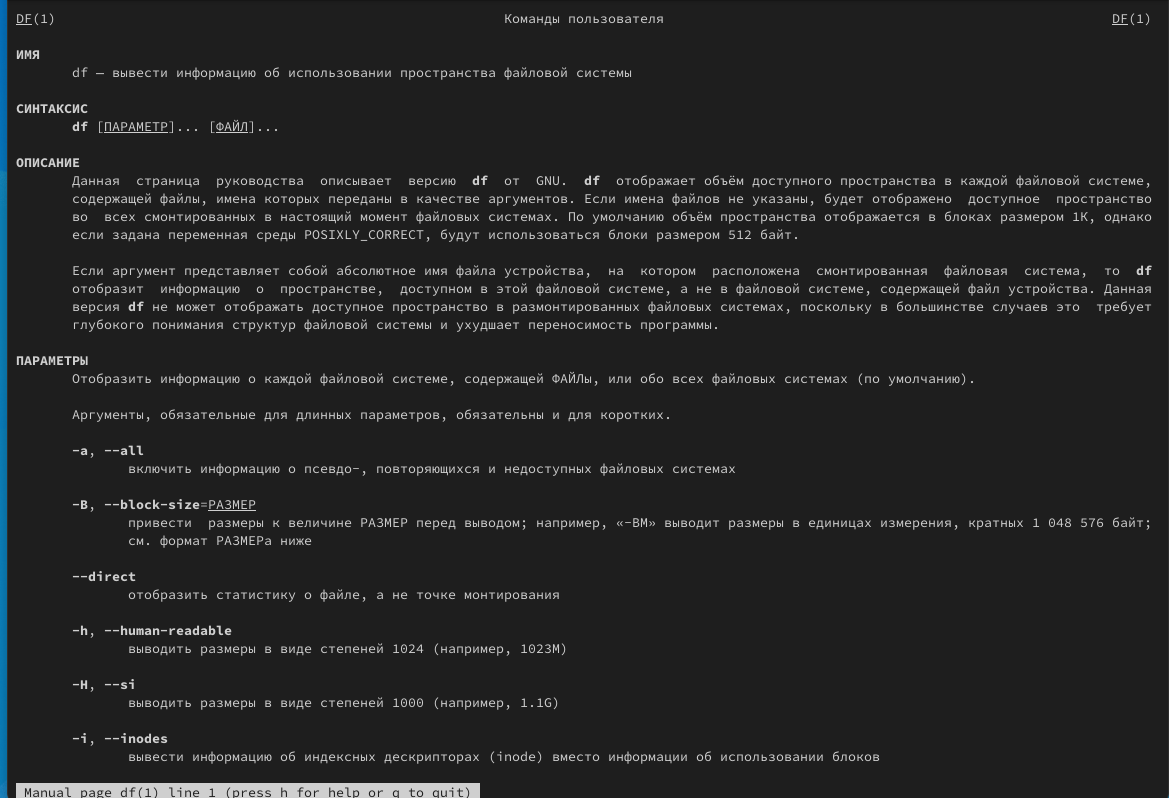 DF(1) Команды пользователя DF(1)
ИМЯ
df — вывести информацию об использовании пространства файловой системы
СИНТАКСИС
df [ПАРАМЕТР]... [ФАЙЛ]...
ОПИСАНИЕ
Данная страница руководства описывает версию df от GNU. df отображает объём доступного пространства в каждой файловой системе,
содержащей файлы, имена которых переданы в качестве аргументов. Если имена файлов не указаны, будет отображено доступное пространство
во всех смонтированных в настоящий момент файловых системах. По умолчанию объём пространства отображается в блоках размером 1K, однако
если задана переменная среды POSIXLY_CORRECT, будут использоваться блоки размером 512 байт.
Если аргумент представляет собой абсолютное имя файла устройства, на котором расположена смонтированная файловая система, то df
отобразит информацию о пространстве, доступном в этой файловой системе, а не в файловой системе, содержащей файл устройства. Данная
версия df не может отображать доступное пространство в размонтированных файловых системах, поскольку в большинстве случаев это требует
глубокого понимания структур файловой системы и ухудшает переносимость программы.
ПАРАМЕТРЫ
Отобразить информацию о каждой файловой системе, содержащей ФАЙЛы, или обо всех файловых системах (по умолчанию).
Аргументы, обязательные для длинных параметров, обязательны и для коротких.
-a, --all
включить информацию о псевдо-, повторяющихся и недоступных файловых системах
-B, --block-size=РАЗМЕР
привести размеры к величине РАЗМЕР перед выводом; например, «-BM» выводит размеры в единицах измерения, кратных 1 048 576 байт;
см. формат РАЗМЕРа ниже
--direct
отобразить статистику о файле, а не точке монтирования
-h, --human-readable
выводить размеры в виде степеней 1024 (например, 1023M)
-H, --si
выводить размеры в виде степеней 1000 (например, 1.1G)
-i, --inodes
вывести информацию об индексных дескрипторах (inode) вместо информации об использовании блоков
Manual page df(1) line 1 (press h for help or q to quit)